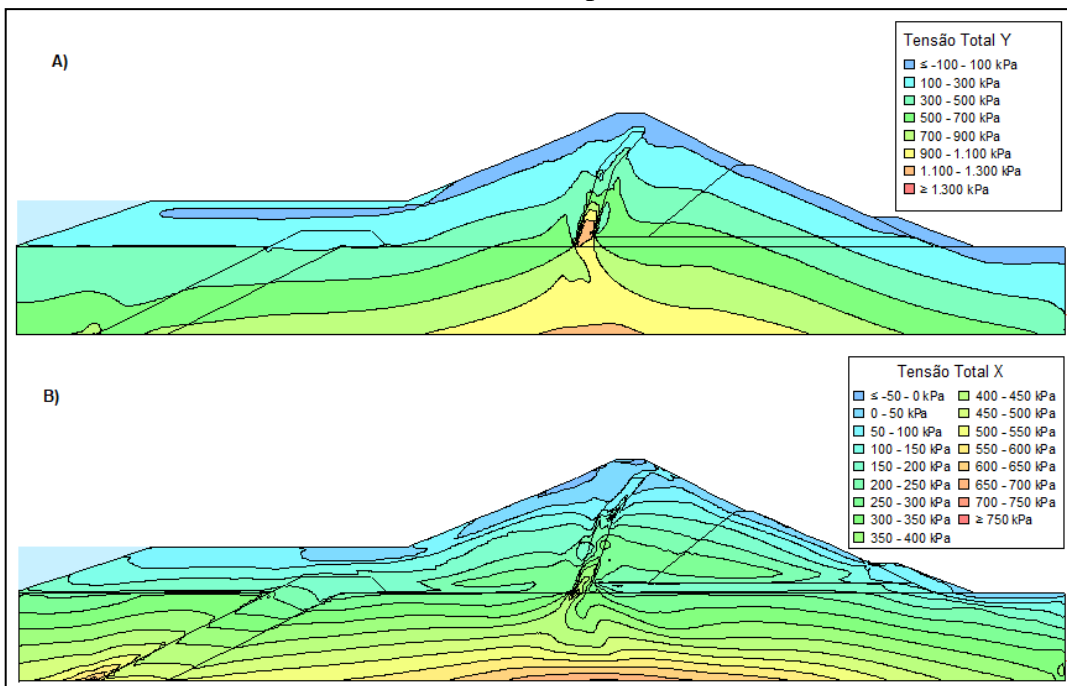 A)
Tensão Total Y
≤ -100 - 100 kPa
100 - 300 kPa
300 - 500 kPa
500 - 700 kPa
700 - 900 kPa
900 - 1.100 kPa
1.100 - 1.300 kPa
≥ 1.300 kPa
B)
Tensão Total X
≤ -50 - 0 kPa
0 - 50 kPa
50 - 100 kPa
100 - 150 kPa
150 - 200 kPa
200 - 250 kPa
250 - 300 kPa
300 - 350 kPa
350 - 400 kPa
400 - 450 kPa
450 - 500 kPa
500 - 550 kPa
550 - 600 kPa
600 - 650 kPa
650 - 700 kPa
700 - 750 kPa
≥ 750 kPa